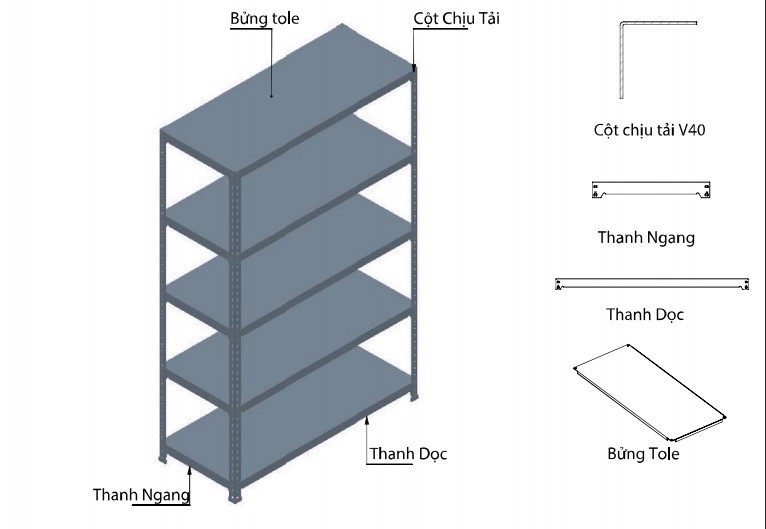 Bửng tole
Cột Chịu Tải
Cột chịu tải V40
Thanh Ngang
Thanh Dọc
Bửng Tole
Thanh Dọc
Thanh Ngang